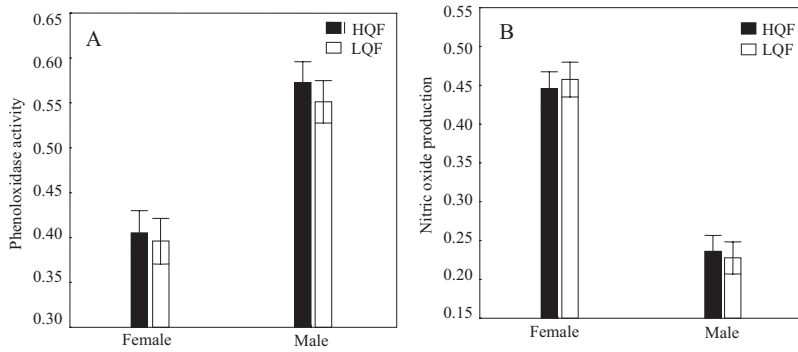 A
HQF
LQF
Phenoloxidase activity
0.65
0.60
0.55
0.50
0.45
0.40
0.35
0.30
Female
Male
B
HQF
LQF
Nitric oxide production
0.55
0.50
0.45
0.40
0.35
0.30
0.25
0.20
0.15
Female
Male